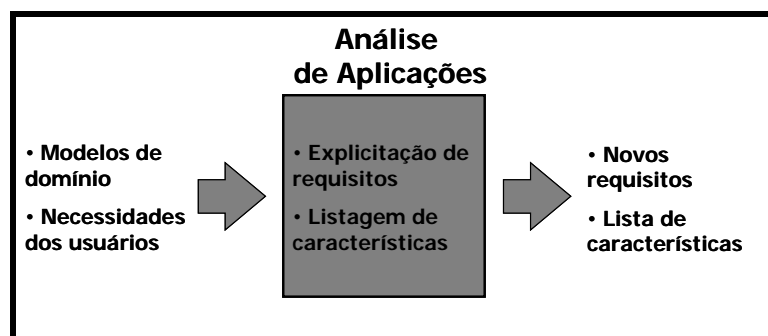 Análise
de Aplicações
• Modelos de
domínio
• Necessidades
dos usuários
• Explicitação de
requisitos
• Listagem de
características
• Novos
requisitos
• Lista de
características